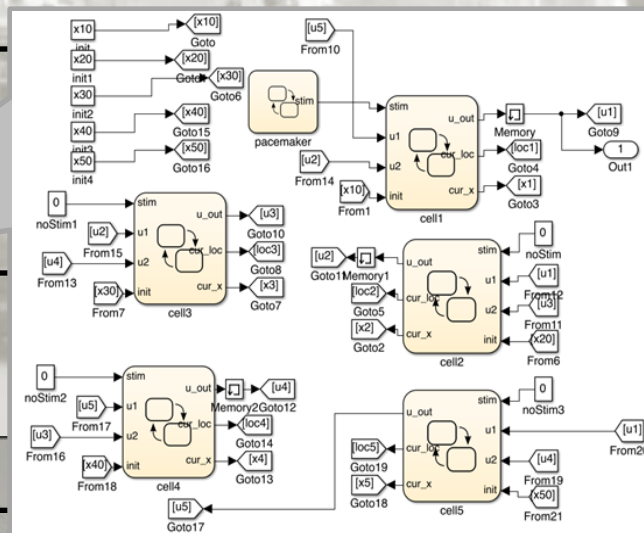 x10
init
[x10]
Goto
x20
init1
[x20]
x30
init2
[x30]
Goto6
x40
init3
[x40]
Goto15
x50
init4
[x50]
Goto16
stim
pacemaker
[u5]
From10
[u2]
From14
[x10]
From1
stim
u1
u2
init
u_out
cur_loc
cur_x
cell1
Memory
[u1]
Goto9
1
Out1
[loc1]
Goto4
[x1]
Goto3
0
noStim1
[u2]
From15
[u4]
From13
[x30]
From7
stim
u1
u2
init
u_out
cur_loc
cur_x
cell3
[u3]
Goto10
[loc3]
Goto8
[x3]
Goto7
[u2]
Goto11
Memory1
[loc2]
Goto5
[x2]
Goto2
u_out
cur_loc
cur_x
stim
u1
u2
init
cell2
0
noStim
[u1]
From12
[u3]
From11
[x20]
From6
0
noStim2
[u5]
From17
[u3]
From16
[x40]
From18
stim
u1
u2
init
u_out
cur_loc
cur_x
cell4
Memory2
[u4]
Goto12
[loc4]
Goto14
[x4]
Goto13
[u5]
Goto17
[loc5]
Goto19
[x5]
Goto18
u_out
cur_loc
cur_x
stim
u1
u2
init
cell5
0
noStim3
[u1]
[u4]
From19
[x50]
From21